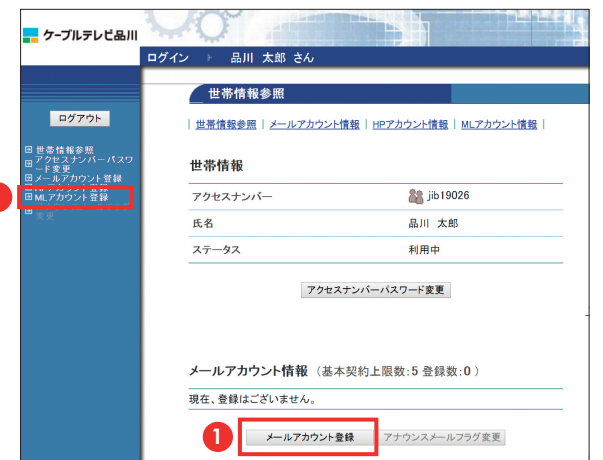 ケーブルテレビ品川
ログイン 品川 太郎 さん
世帯情報参照
ログアウト
世帯情報参照 | メールアカウント情報 | HPアカウント情報 | MLアカウント情報 |
世帯情報参照
アクセスナンバーパスワ
ード変更
メールアカウント登録
MLアカウント登録
変更
世帯情報
アクセスナンバー jib19026
氏名 品川 太郎
ステータス 利用中
アクセスナンバーパスワード変更
メールアカウント情報 (基本契約上限数:5 登録数:0 )
現在、登録はございません。
1 メールアカウント登録 アナウンスメールフラグ変更